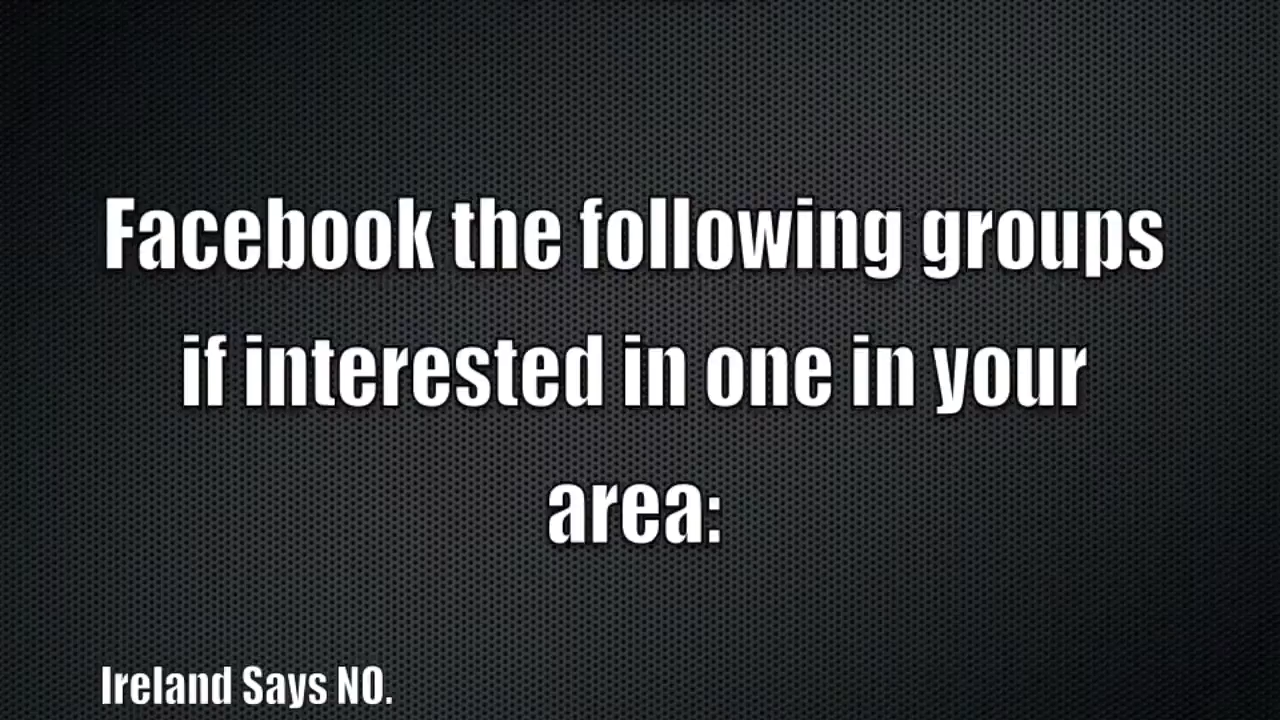 Facebook the following groups
if interested in one in your
area:
Ireland Says NO.